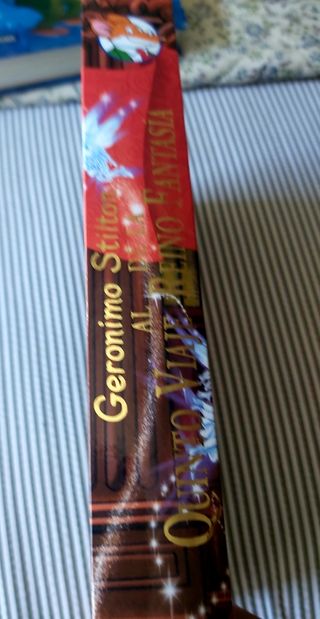 Geronimo Stilton
QUINTO VIAJE
AL REINO
DE LA
FANTASÍA